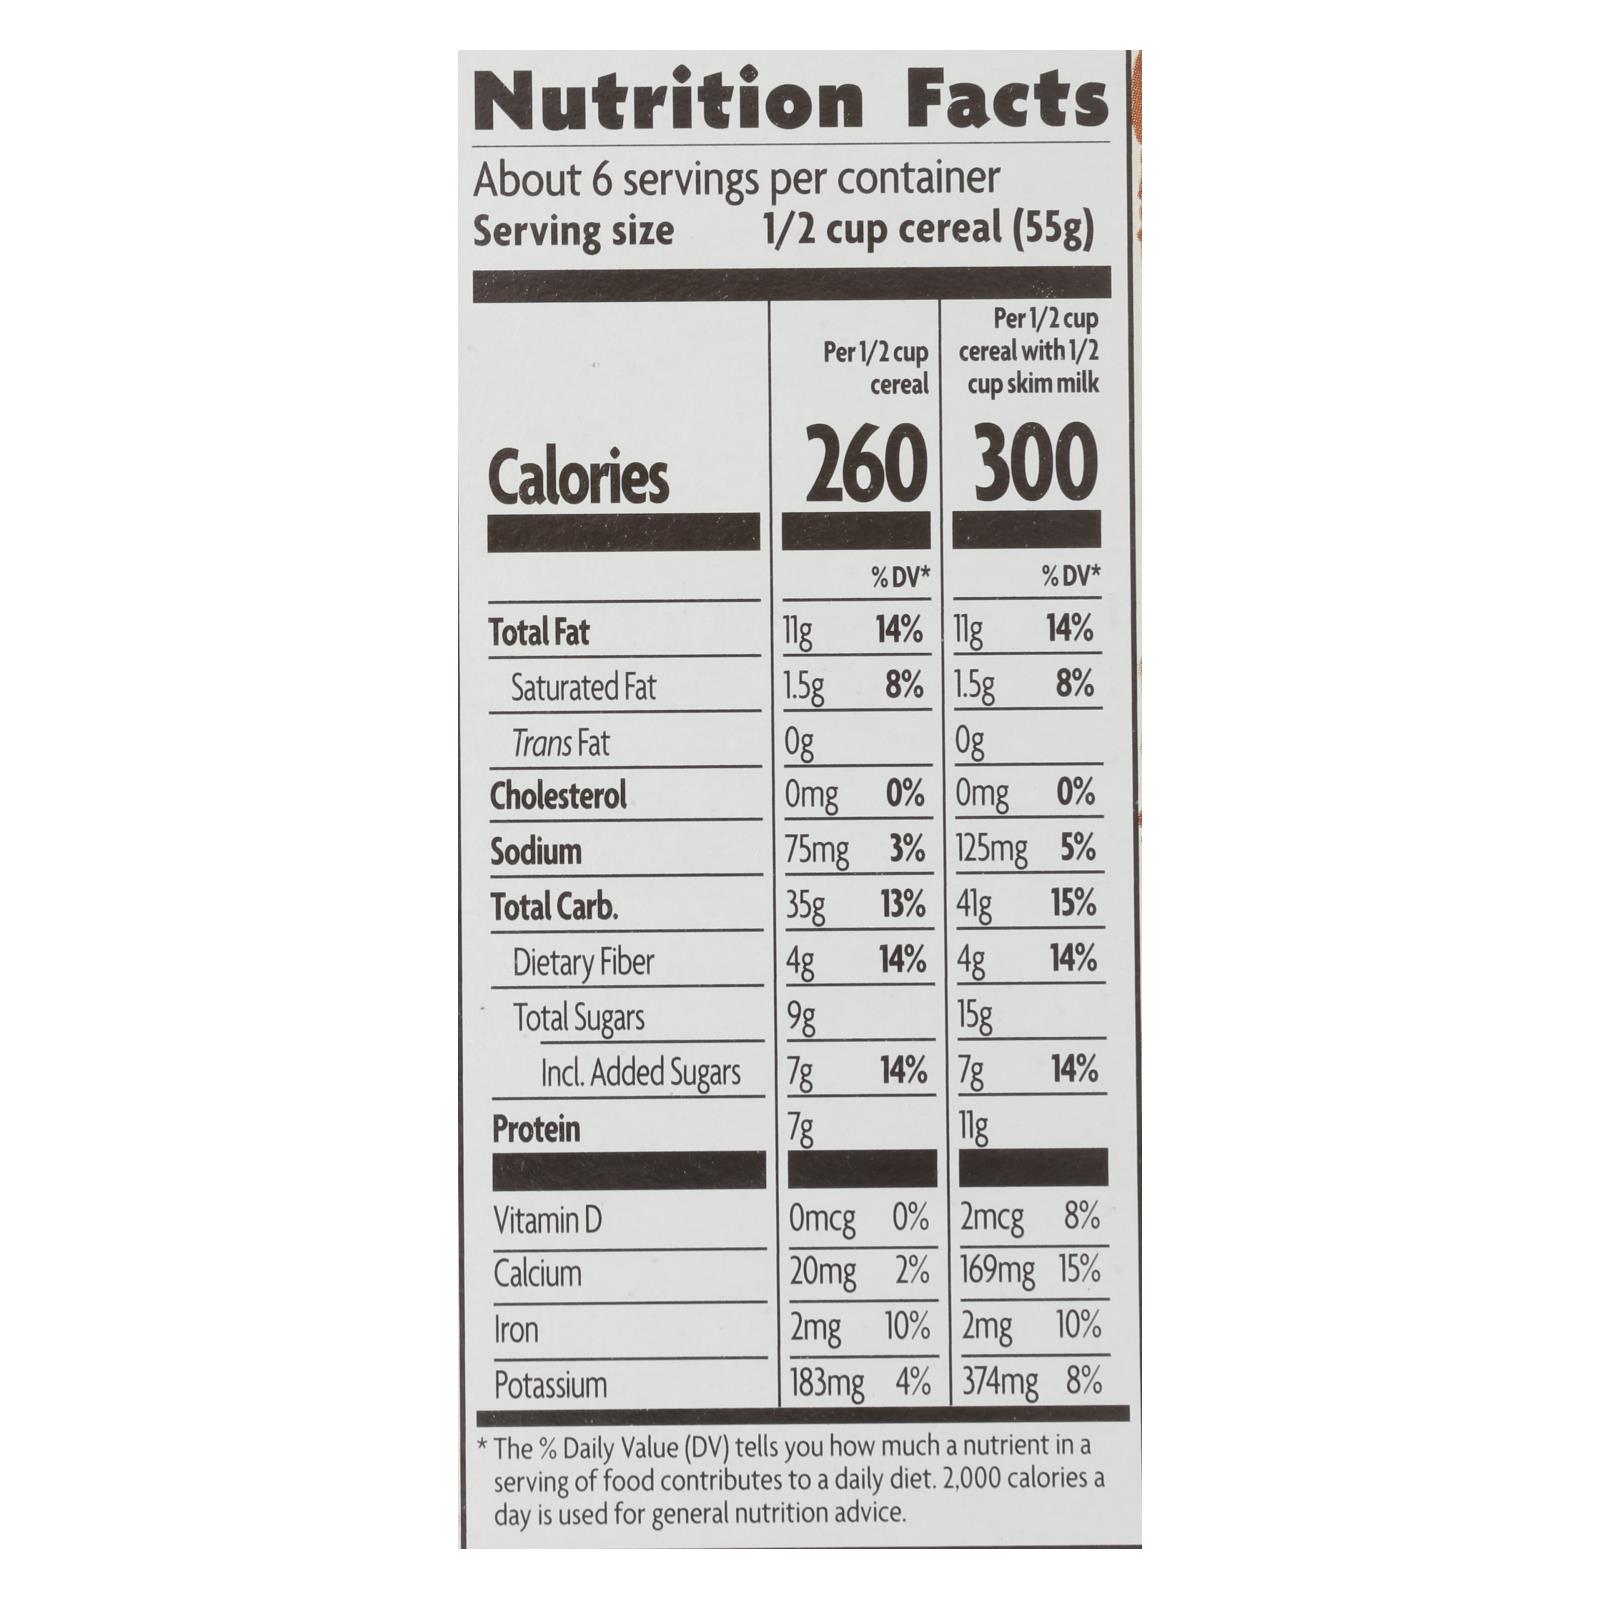 Nutrition Facts
About 6 servings per container
Serving size 1/2 cup cereal (55g)
Per 1/2 cup
cereal
Per 1/2 cup
cereal with 1/2
cup skim milk
Calories 260 300
% DV* % DV*
Total Fat 11g 14% 11g 14%
Saturated Fat 1.5g 8% 1.5g 8%
Trans Fat 0g 0g
Cholesterol 0mg 0% 0mg 0%
Sodium 75mg 3% 125mg 5%
Total Carb. 35g 13% 41g 15%
Dietary Fiber 4g 14% 4g 14%
Total Sugars 9g 15g
Incl. Added Sugars 7g 14% 7g 14%
Protein 7g 11g
Vitamin D 0mcg 0% 2mcg 8%
Calcium 20mg 2% 169mg 15%
Iron 2mg 10% 2mg 10%
Potassium 183mg 4% 374mg 8%
* The % Daily Value (DV) tells you how much a nutrient in a
serving of food contributes to a daily diet. 2,000 calories a
day is used for general nutrition advice.